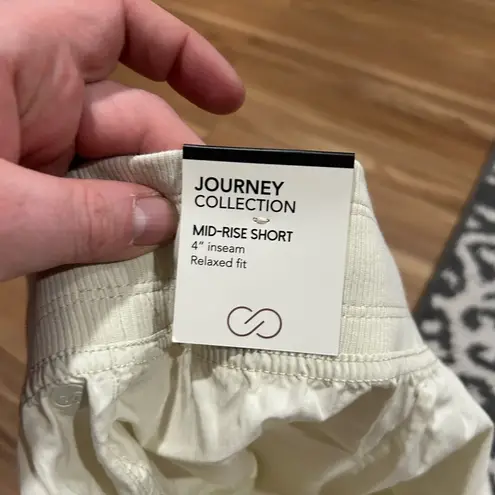 JOURNEY
COLLECTION
MID-RISE SHORT
4" inseam
Relaxed fit